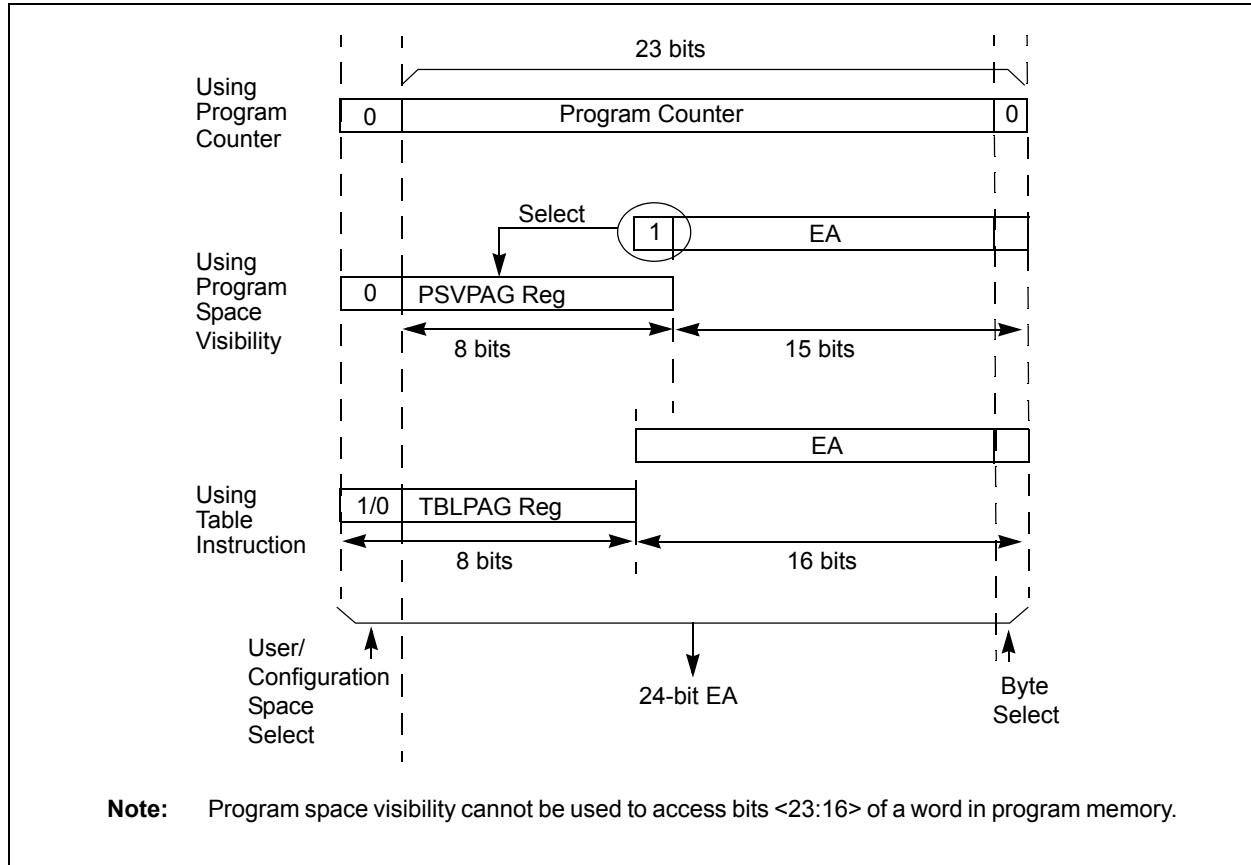 23 bits
Using
Program
Counter
0
Program Counter
0
Select
1
EA
Using
Program
Space
Visibility
0
PSVPAG Reg
8 bits
15 bits
EA
Using
Table
Instruction
1/0
TBLPAG Reg
8 bits
16 bits
User/
Configuration
Space
Select
24-bit EA
Byte
Select
Note: Program space visibility cannot be used to access bits <23:16> of a word in program memory.